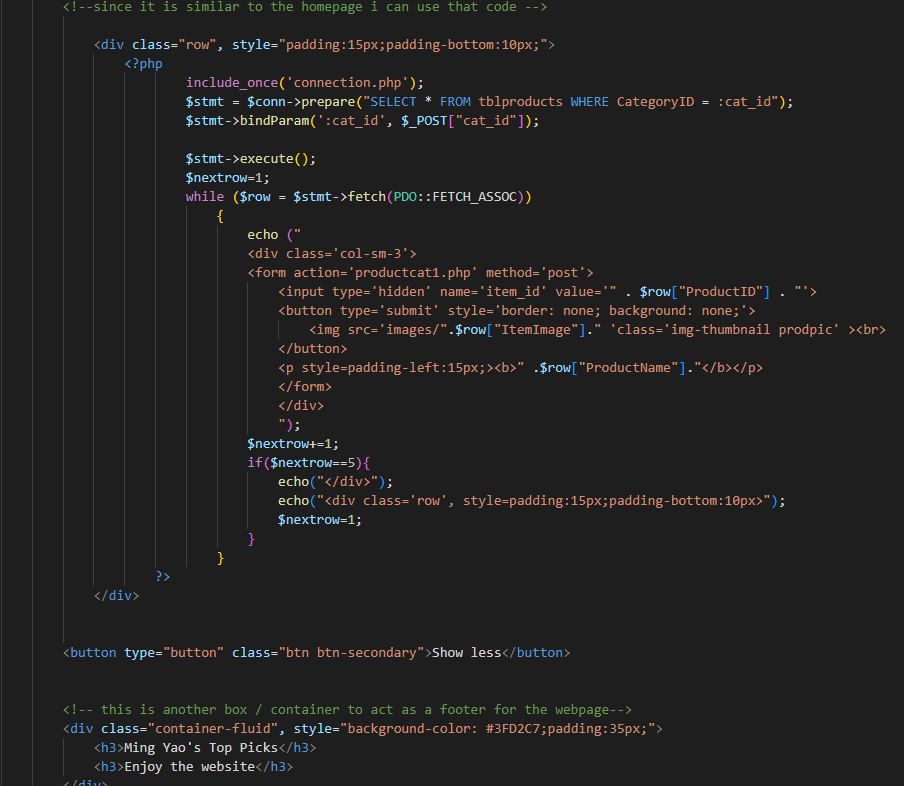 <!--since it is similar to the homepage i can use that code -->
<div class="row", style="padding:15px;padding-bottom:10px;">
<?php
include_once('connection.php');
$stmt = $conn->prepare("SELECT * FROM tblproducts WHERE CategoryID = :cat_id");
$stmt->bindParam(':cat_id', $_POST["cat_id"]);
$stmt->execute();
$nextrow=1;
while ($row = $stmt->fetch(PDO::FETCH_ASSOC))
{
echo ("
<div class='col-sm-3'>
<form action='productcat1.php' method='post'>
<input type='hidden' name='item_id' value='" . $row["ProductID"] . "'>
<button type='submit' style='border: none; background: none;'>
<img src='images/".$row["ItemImage"]." 'class='img-thumbnail prodpic' ><br>
</button>
<p style=padding-left:15px;><b>" .$row["ProductName"]."</b></p>
</form>
</div>
");
$nextrow+=1;
if($nextrow==5){
echo("</div>");
echo("<div class='row', style=padding:15px;padding-bottom:10px>");
$nextrow=1;
}
}
?>
</div>
<button type="button" class="btn btn-secondary">Show less</button>
<!-- this is another box / container to act as a footer for the webpage-->
<div class="container-fluid", style="background-color: #3FD2C7;padding:35px;">
<h3>Ming Yao's Top Picks</h3>
<h3>Enjoy the website</h3>
</div>